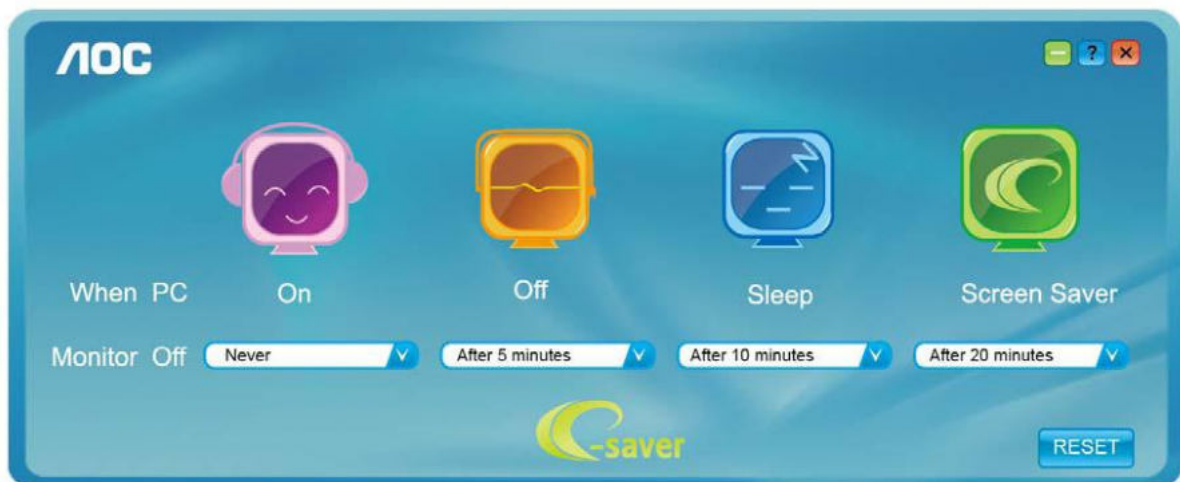 AOC
?
When PC On Off Sleep Screen Saver
Monitor Off Never After 5 minutes After 10 minutes After 20 minutes
e-saver
RESET